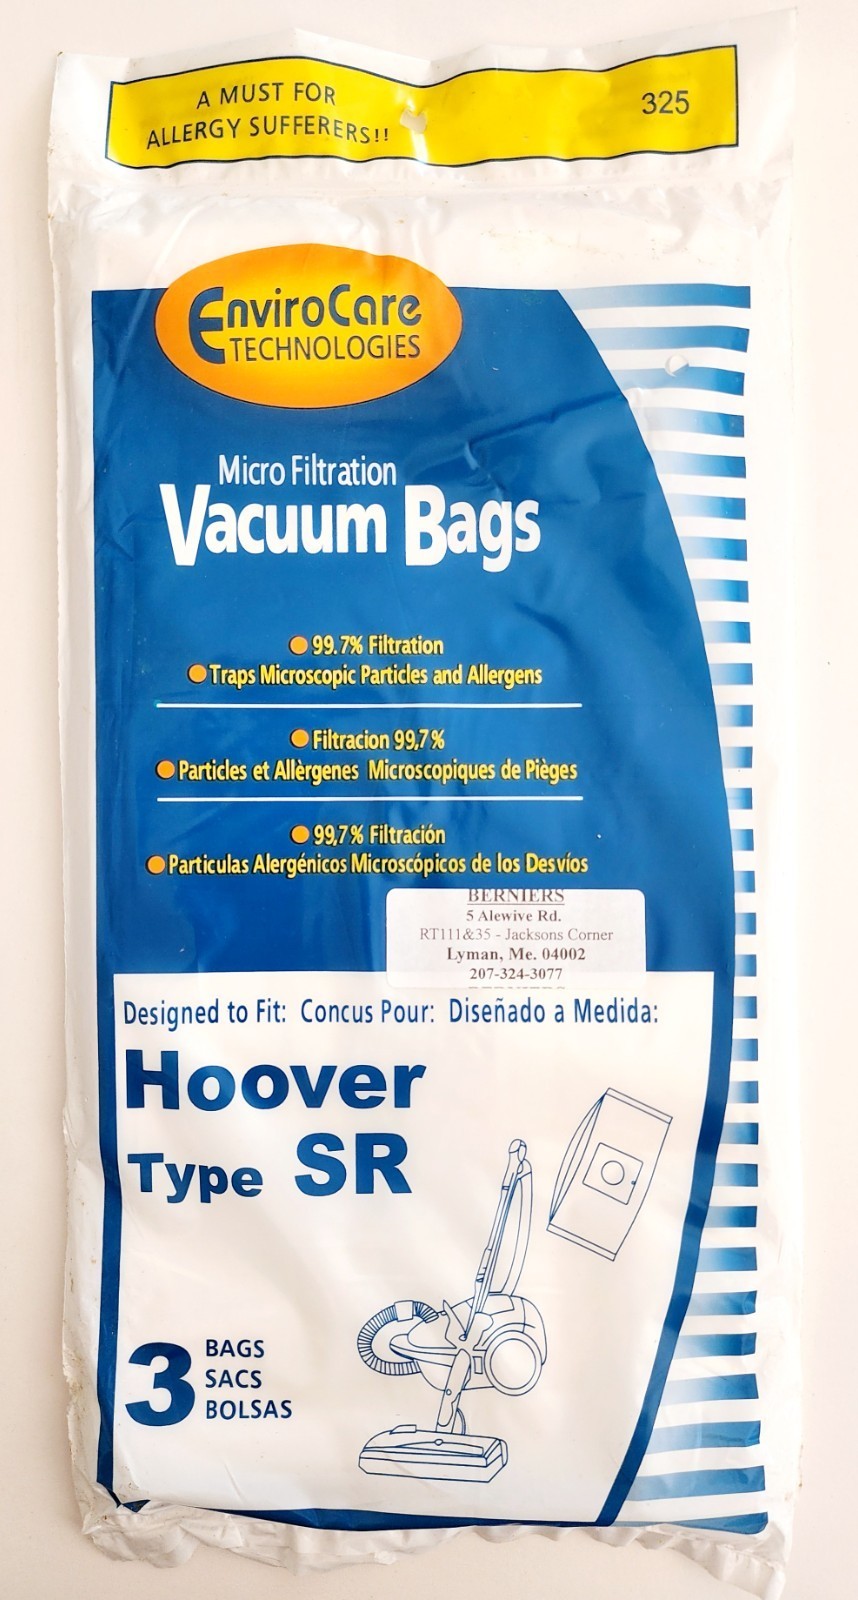 A MUST FOR
ALLERGY SUFFERERS!!
325
EnviroCare
TECHNOLOGIES
Micro Filtration
Vacuum Bags
99.7% Filtration
Traps Microscopic Particles and Allergens
Filtracion 99,7%
Particles et Allèrgenes Microscopiques de Pièges
99,7% Filtración
Particulas Alergénicos Microscópicos de los Desvíos
BERNIERS
5 Alewive Rd.
RT111&35 - Jacksons Corner
Lyman, Me. 04002
207-324-3077
Designed to Fit: Concus Pour: Diseñado a Medida:
Hoover
Type SR
3
BAGS
SACS
BOLSAS